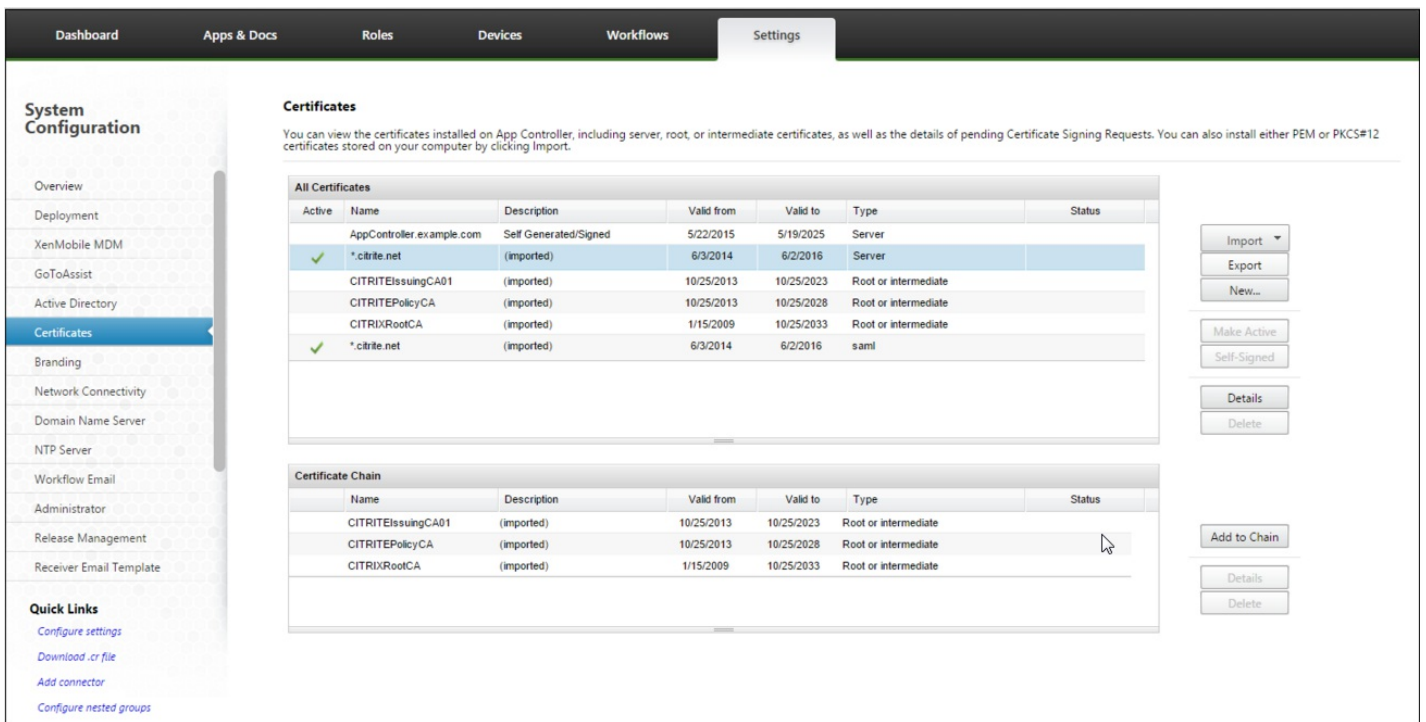 Dashboard Apps & Docs Roles Devices Workflows Settings
System
Configuration
Overview
Deployment
XenMobile MDM
GoToAssist
Active Directory
Certificates
Branding
Network Connectivity
Domain Name Server
NTP Server
Workflow Email
Administrator
Release Management
Receiver Email Template
Quick Links
Configure settings
Download .cr file
Add connector
Configure nested groups
Certificates
You can view the certificates installed on App Controller, including server, root, or intermediate certificates, as well as the details of pending Certificate Signing Requests. You can also install either PEM or PKCS#12
certificates stored on your computer by clicking Import.
All Certificates
Active Name Description Valid from Valid to Type Status
AppController.example.com Self Generated/Signed 5/22/2015 5/19/2025 Server
*.citrite.net (imported) 6/3/2014 6/2/2016 Server
CITRITEIssuingCA01 (imported) 10/25/2013 10/25/2023 Root or intermediate
CITRITEPolicyCA (imported) 10/25/2013 10/25/2028 Root or intermediate
CITRIXRootCA (imported) 1/15/2009 10/25/2033 Root or intermediate
*.citrite.net (imported) 6/3/2014 6/2/2016 saml
Import
Export
New...
Make Active
Self-Signed
Details
Delete
Certificate Chain
Name Description Valid from Valid to Type Status
CITRITEIssuingCA01 (imported) 10/25/2013 10/25/2023 Root or intermediate
CITRITEPolicyCA (imported) 10/25/2013 10/25/2028 Root or intermediate
CITRIXRootCA (imported) 1/15/2009 10/25/2033 Root or intermediate
Add to Chain
Details
Delete